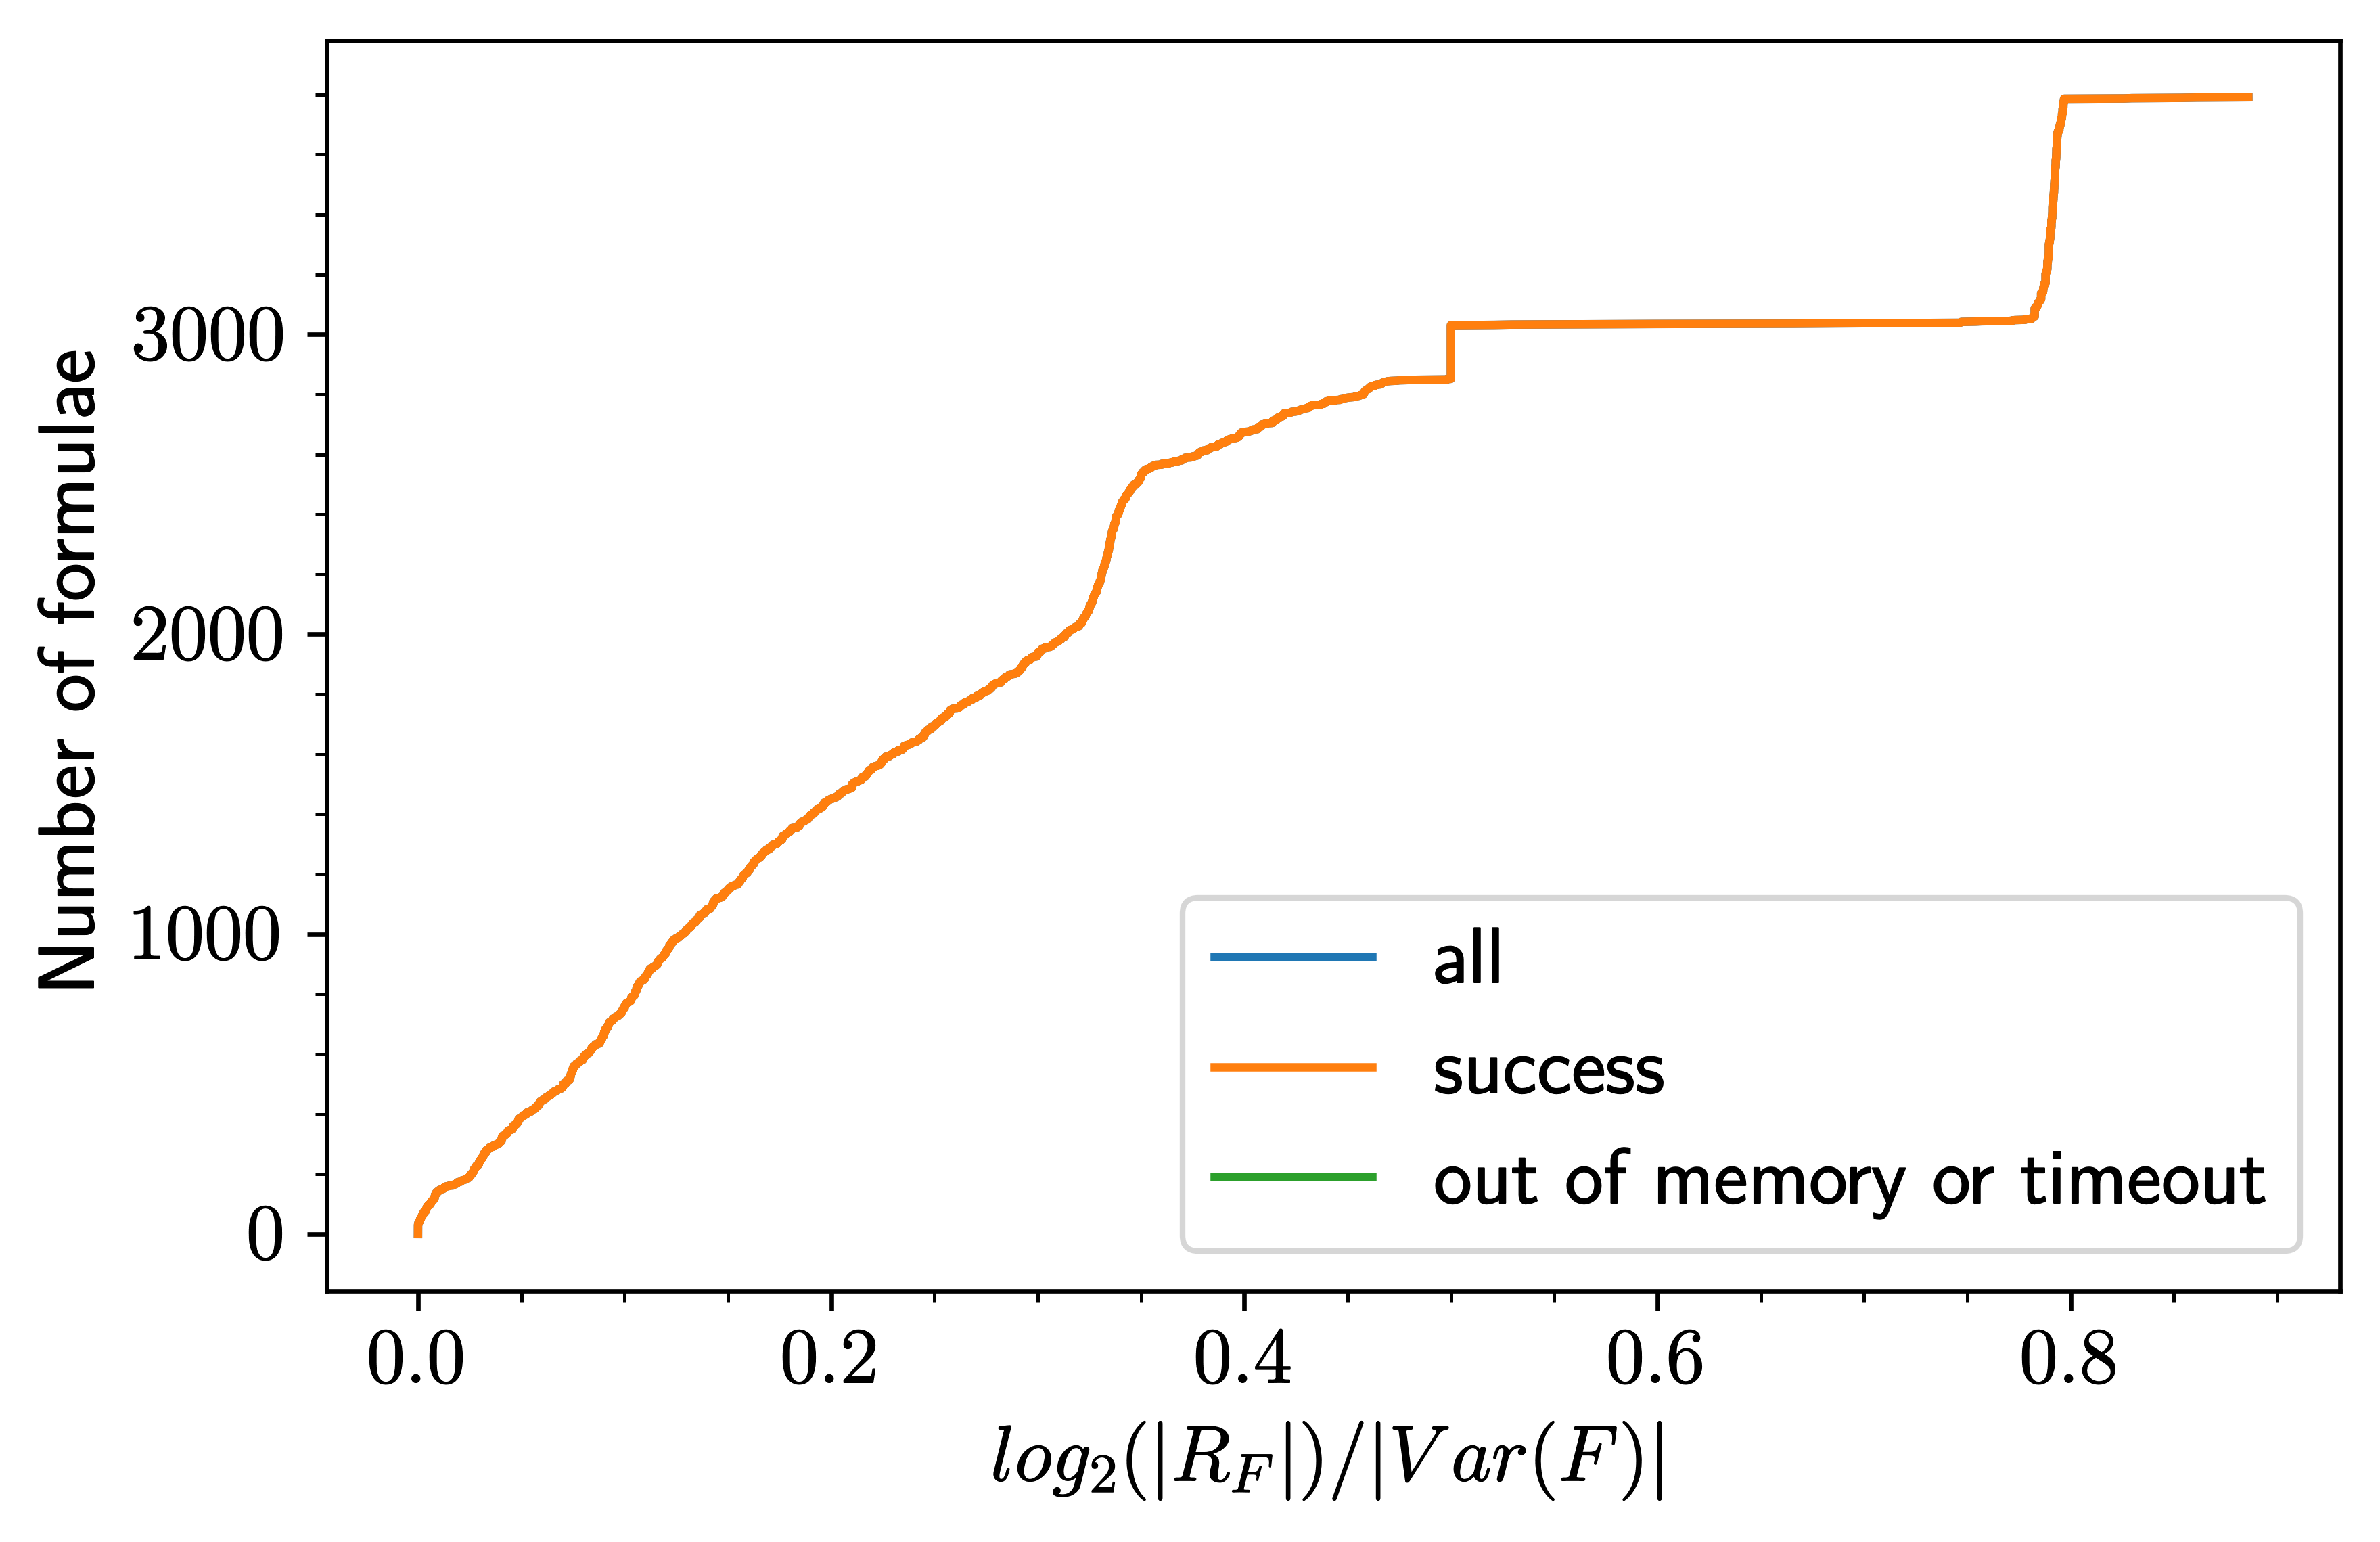 Number of formulae
3000
2000
1000
0
all
success
out of memory or timeout
0.0 0.2 0.4 0.6 0.8
log₂(|R_F|)/|Var(F)|